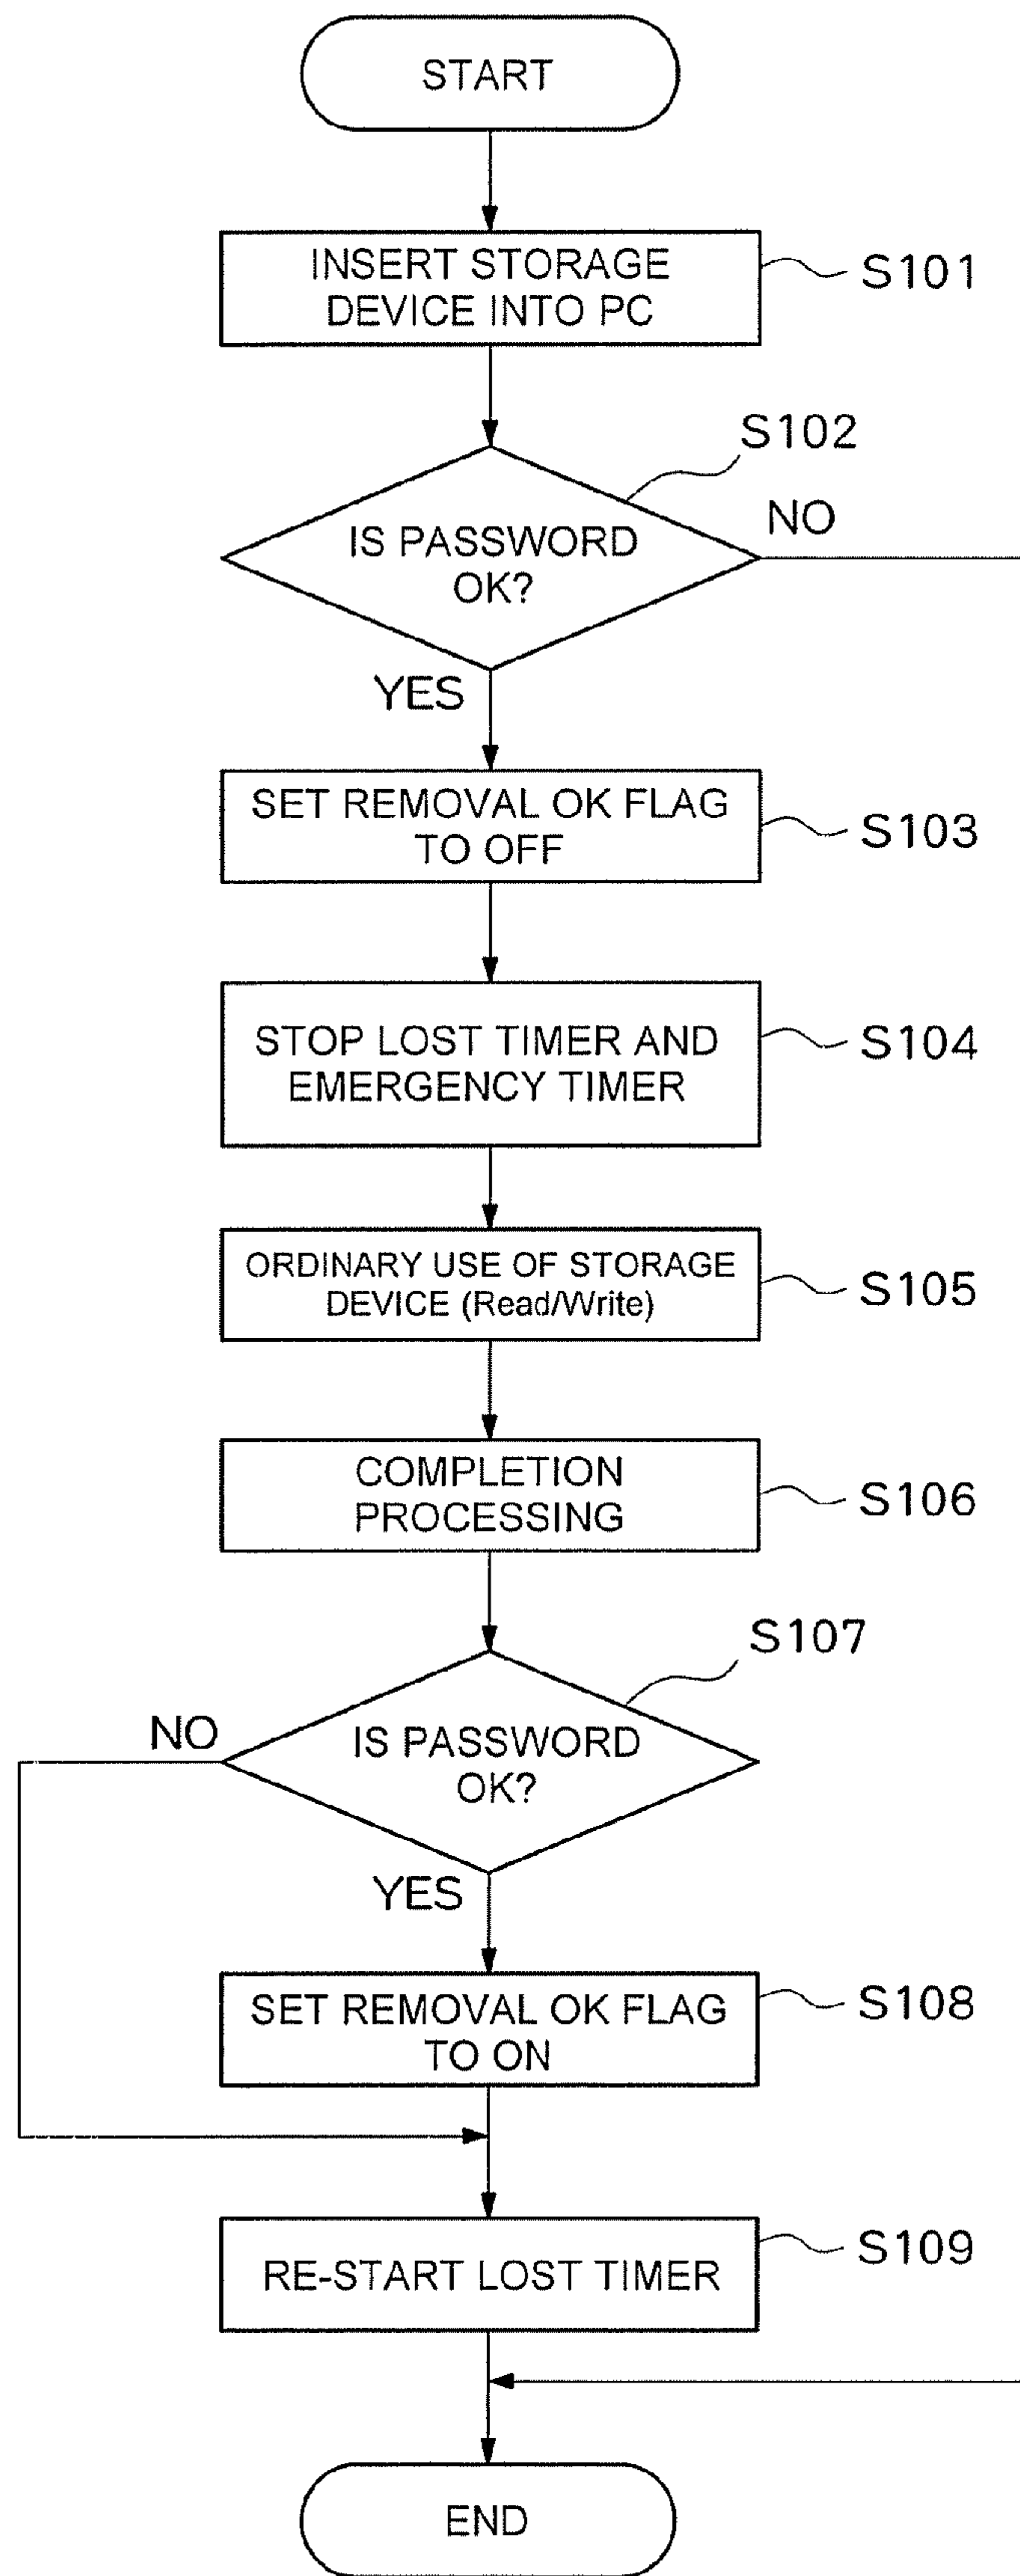 START
INSERT STORAGE
DEVICE INTO PC
S101
S102
IS PASSWORD
OK?
NO
YES
SET REMOVAL OK FLAG
TO OFF
S103
STOP LOST TIMER AND
EMERGENCY TIMER
S104
ORDINARY USE OF STORAGE
DEVICE (Read/Write)
S105
COMPLETION
PROCESSING
S106
S107
NO
IS PASSWORD
OK?
YES
SET REMOVAL OK FLAG
TO ON
S108
RE-START LOST TIMER
S109
END